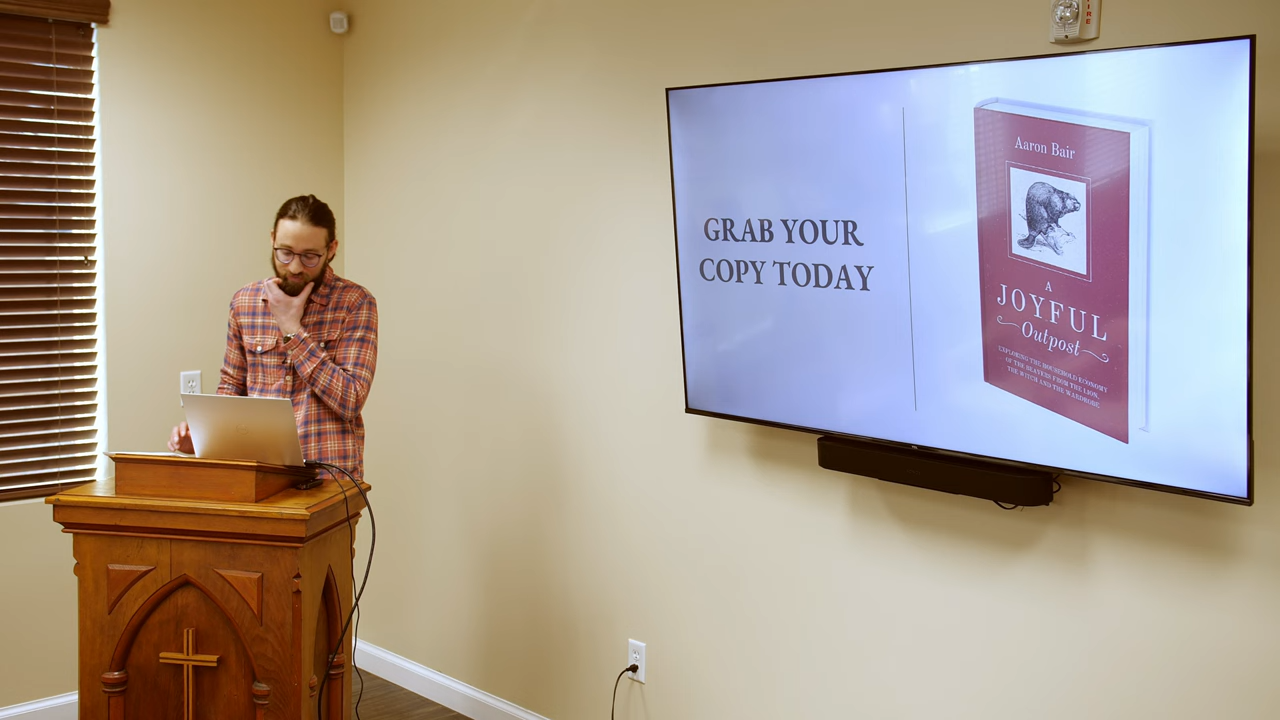 FIRE
GRAB YOUR
COPY TODAY
Aaron Bair
A
JOYFUL
Outpost
EXPLORING THE HOUSEHOLD ECONOMY
OF THE BEAVERS FROM THE LION,
THE WITCH AND THE WARDROBE